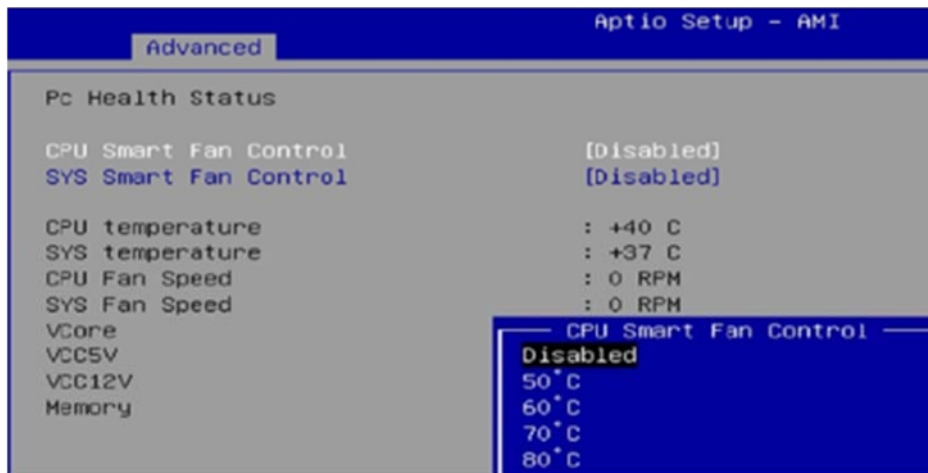 Aptio Setup - AMI
Advanced
Pc Health Status
CPU Smart Fan Control [Disabled]
SYS Smart Fan Control [Disabled]
CPU temperature : +40 C
SYS temperature : +37 C
CPU Fan Speed : 0 RPM
SYS Fan Speed : 0 RPM
VCore
VCC5V
VCC12V
Memory
CPU Smart Fan Control
Disabled
50°C
60°C
70°C
80°C